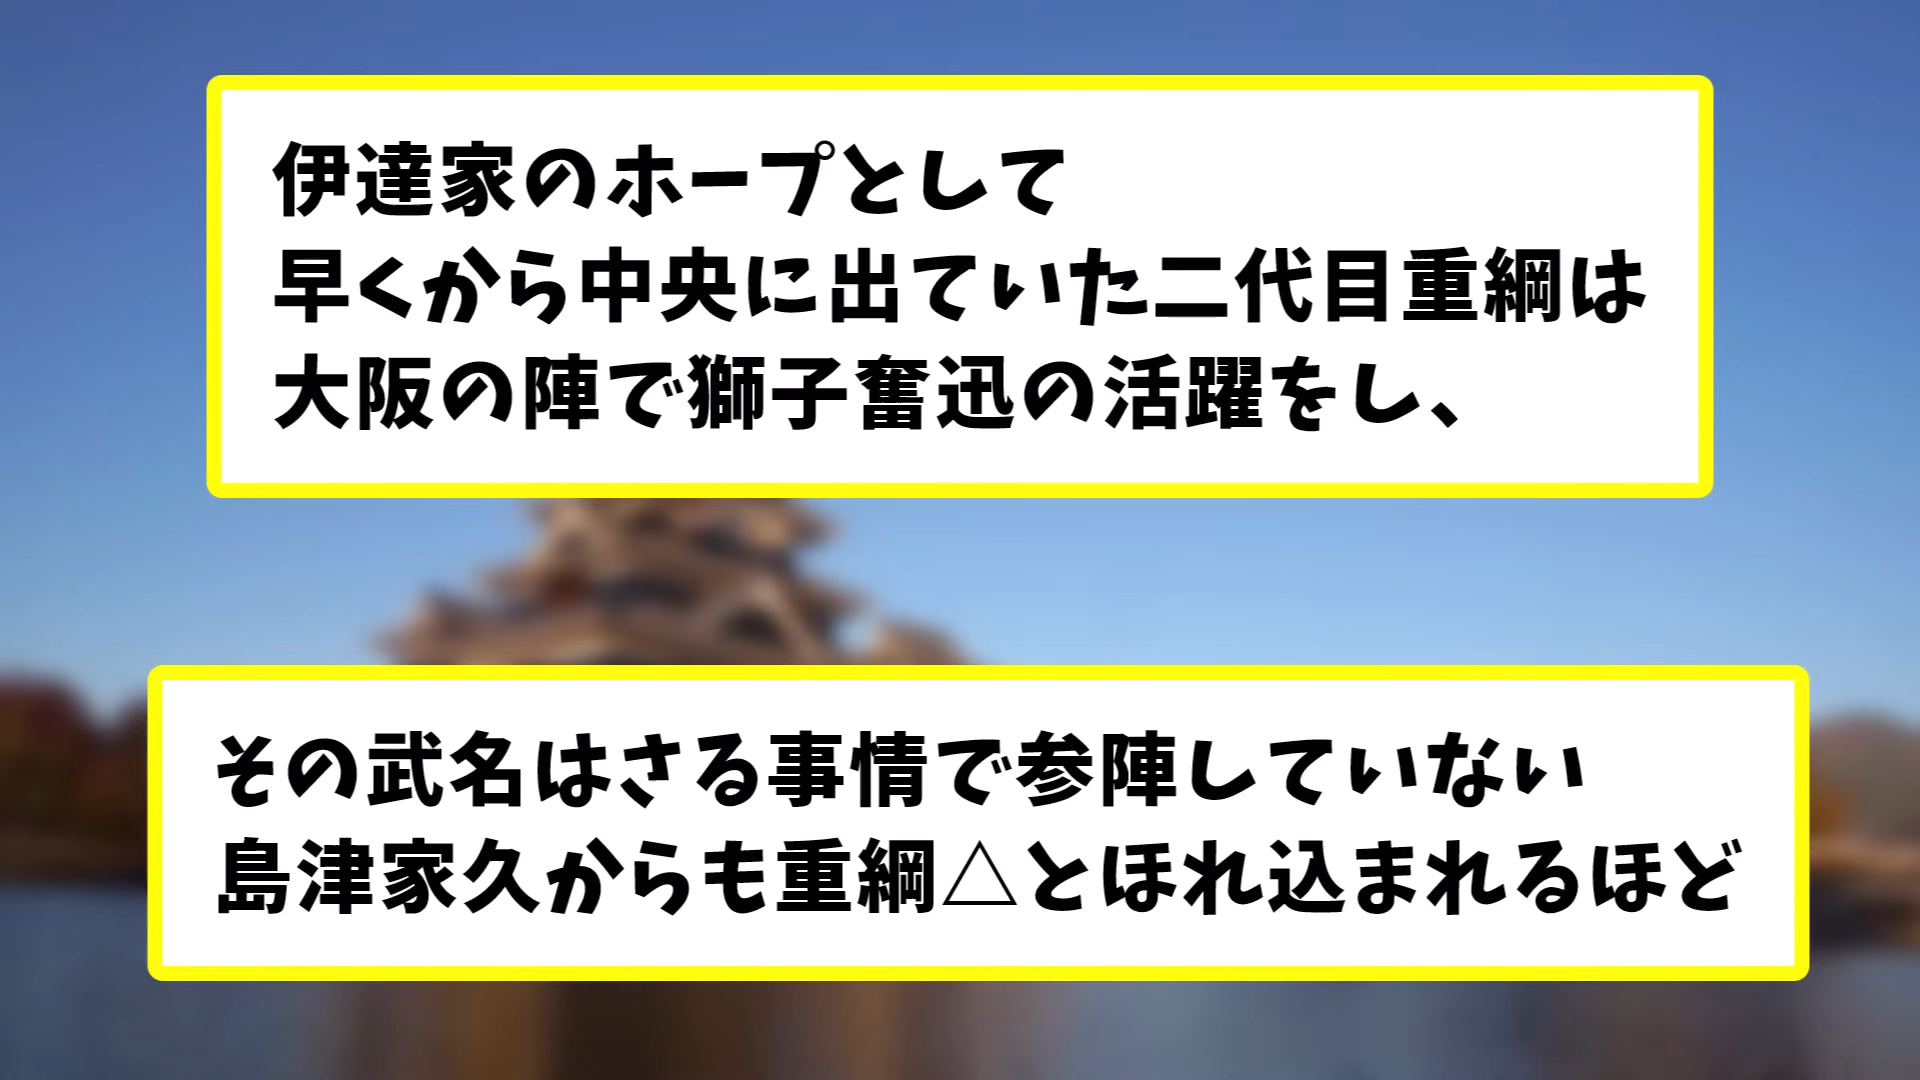 伊達家のホープとして
早くから中央に出ていた二代目重綱は
大阪の陣で獅子奮迅の活躍をし、
その武名はさる事情で参陣していない
島津家久からも重綱△とほれ込まれるほど